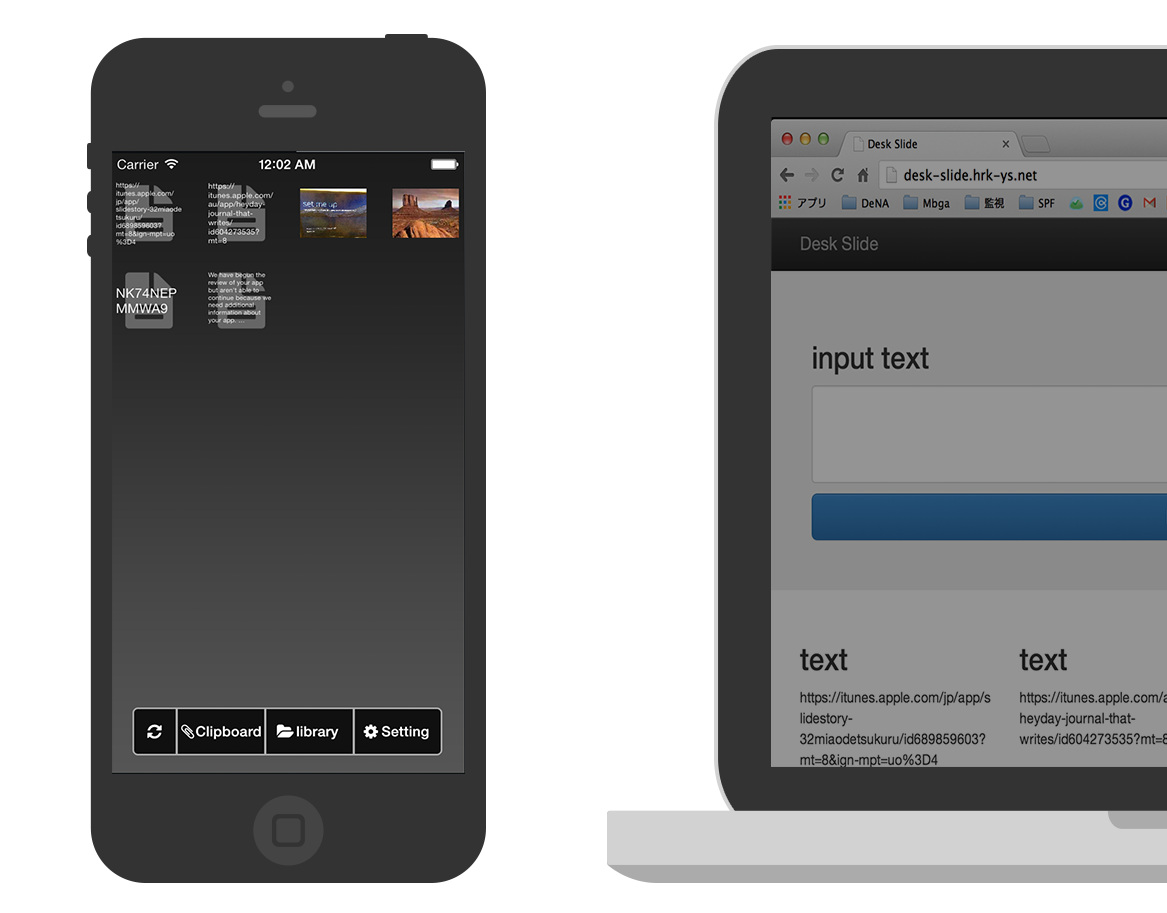 Carrier
12:02 AM
https://
itunes.apple.com/
jp/app/
slidestory-32miaode
tsukuru/
id689859603?
mt=8&ign-mpt=uo
%3D4
https://
itunes.apple.com/
au/app/heyday-
journal-that-
writes/
id604273535?
mt=8
set me up
NK74NEP
MMWA9
We have begun the
review of your app
but aren't able to
continue because we
need additional
information about
your app. ...
Clipboard
library
Setting
Desk Slide
desk-slide.hrk-ys.net
アプリ
DeNA
Mbga
監視
SPF
Desk Slide
input text
text
https://itunes.apple.com/jp/app/s
lidestory-
32miaodetsukuru/id689859603?
mt=8&ign-mpt=uo%3D4
text
https://itunes.apple.com/a
heyday-journal-that-
writes/id604273535?mt=8